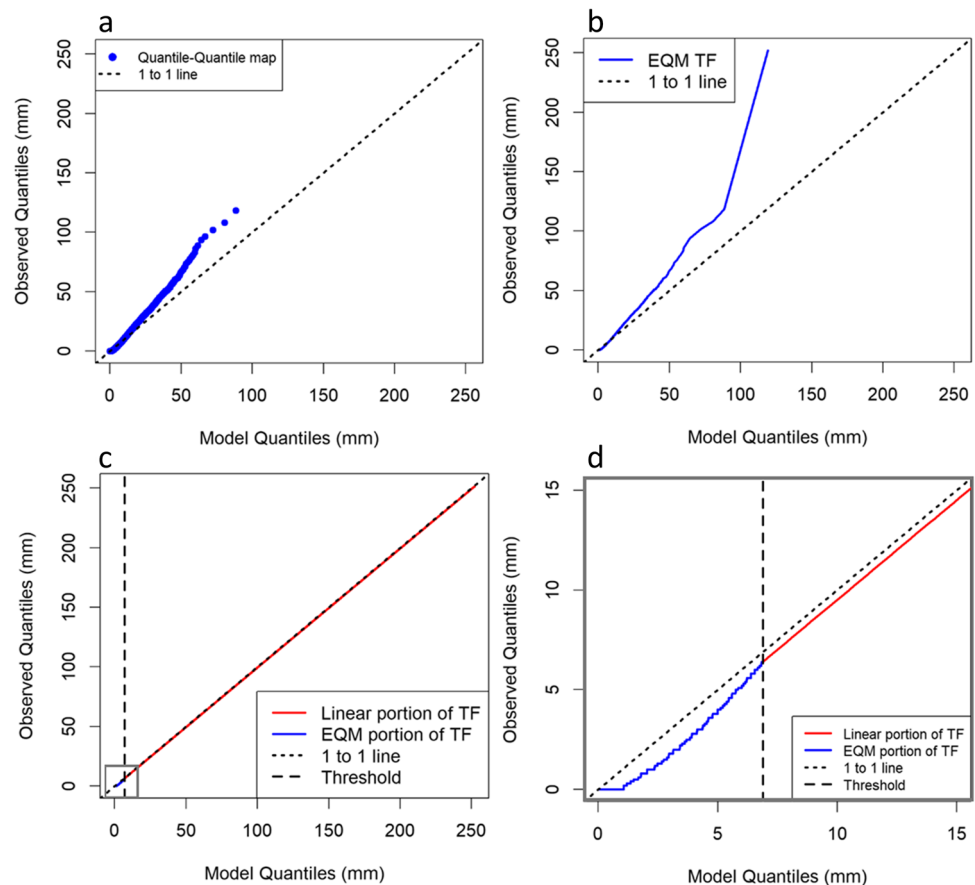 a
250
200
150
100
50
0
Observed Quantiles (mm)
Quantile-Quantile map
1 to 1 line
0 50 100 150 200 250
Model Quantiles (mm)
b
250
200
150
100
50
0
Observed Quantiles (mm)
EQM TF
1 to 1 line
0 50 100 150 200 250
Model Quantiles (mm)
c
250
200
150
100
50
0
Observed Quantiles (mm)
Linear portion of TF
EQM portion of TF
1 to 1 line
Threshold
0 50 100 150 200 250
Model Quantiles (mm)
d
15
10
5
0
Observed Quantiles (mm)
Linear portion of TF
EQM portion of TF
1 to 1 line
Threshold
0 5 10 15
Model Quantiles (mm)